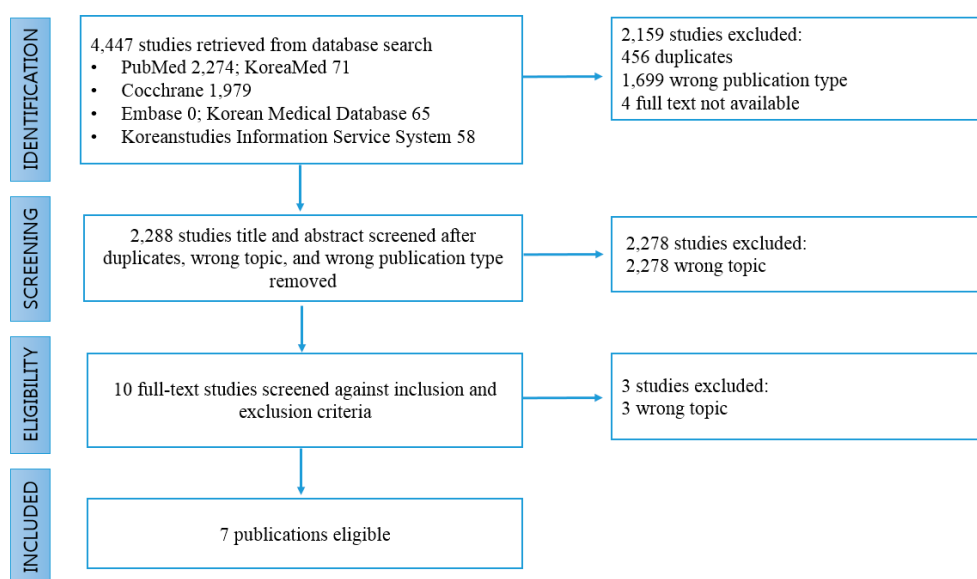 IDENTIFICATION
4,447 studies retrieved from database search
• PubMed 2,274; KoreaMed 71
• Cocchrane 1,979
• Embase 0; Korean Medical Database 65
• Koreanstudies Information Service System 58
2,159 studies excluded:
456 duplicates
1,699 wrong publication type
4 full text not available
SCREENING
2,288 studies title and abstract screened after
duplicates, wrong topic, and wrong publication type
removed
2,278 studies excluded:
2,278 wrong topic
ELIGIBILITY
10 full-text studies screened against inclusion and
exclusion criteria
3 studies excluded:
3 wrong topic
INCLUDED
7 publications eligible